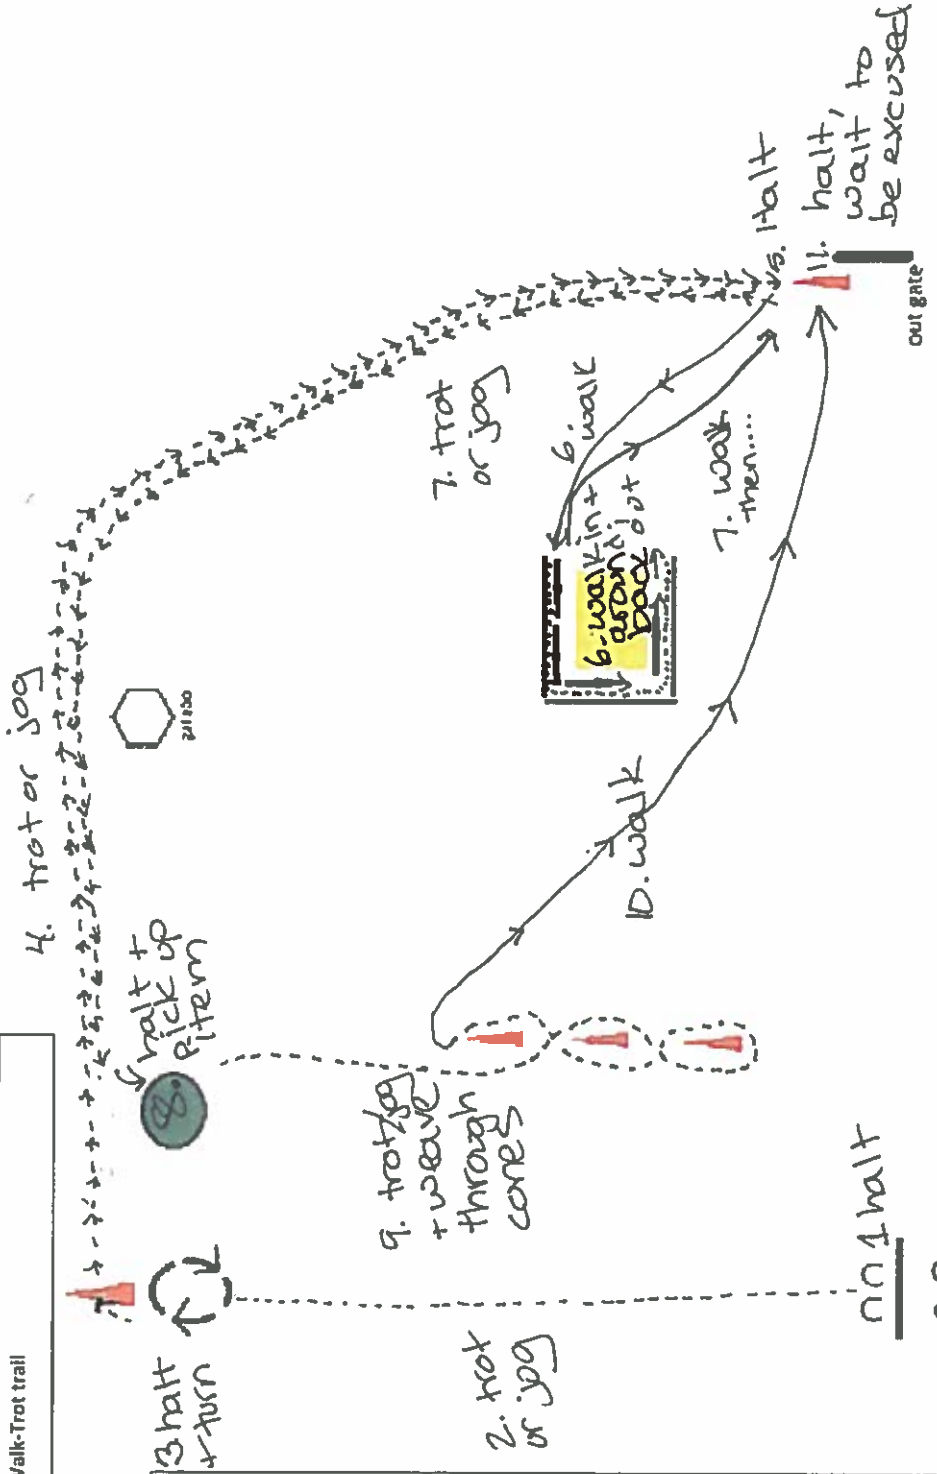 Walk-Trot trail
1 halt
2. trot
or jog
3 halt
+ turn
4. trot or jog
5. Halt
6. walk
6-walk in +
around
back out
7. walk
then....
7. trot
or jog
8.
halt +
pick up
item
9. trot/jog
+ weave
through
cones
10. walk
11. halt,
wait to
be excused
out gate